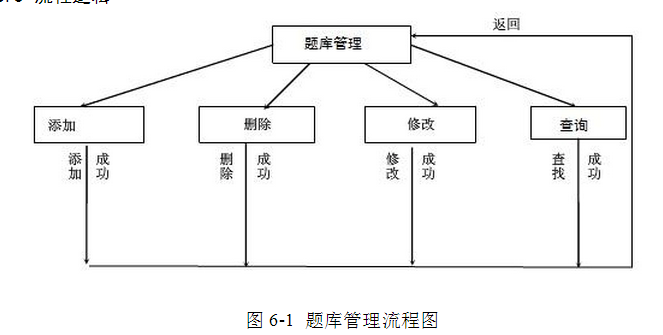 返回
题库管理
添加
删除
修改
查询
添加 成功
删除 成功
修改 成功
查找 成功
图 6-1 题库管理流程图